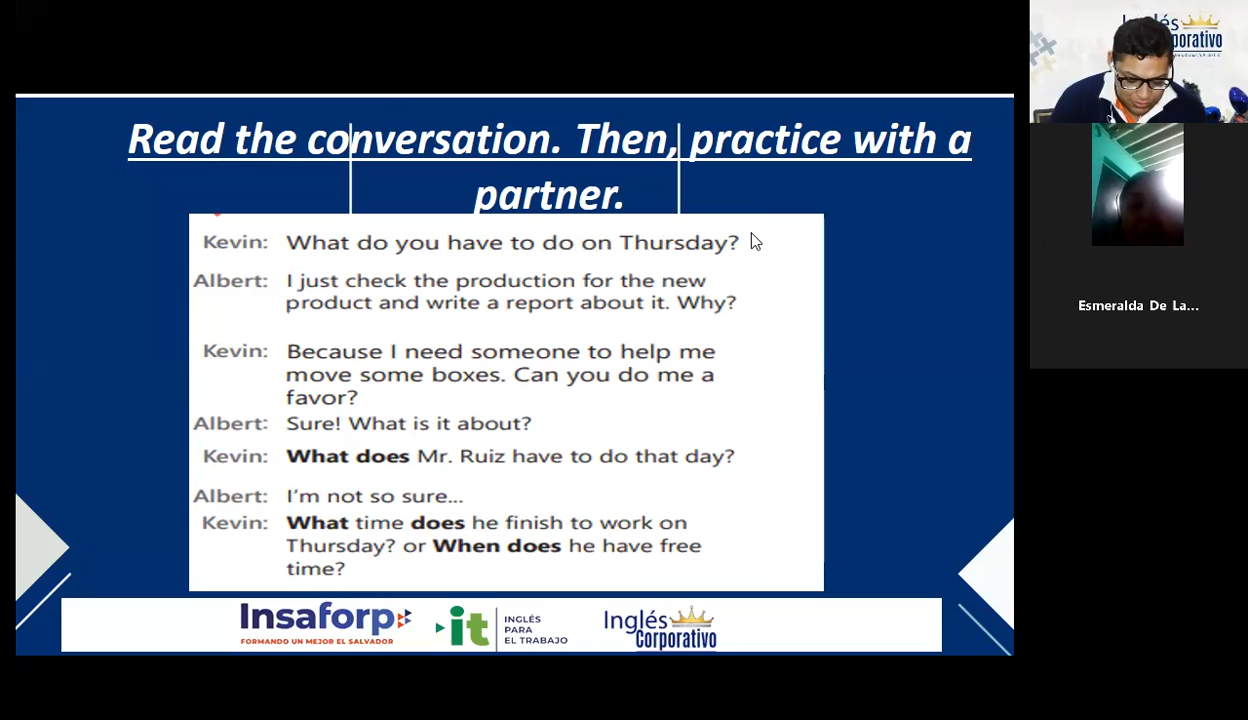 Inglés
Corporativo
Read the conversation. Then, practice with a
partner.
Kevin: What do you have to do on Thursday?
Albert: I just check the production for the new
product and write a report about it. Why?
Kevin: Because I need someone to help me
move some boxes. Can you do me a
favor?
Albert: Sure! What is it about?
Kevin: What does Mr. Ruiz have to do that day?
Albert: I'm not so sure...
Kevin: What time does he finish to work on
Thursday? or When does he have free
time?
Esmeralda De La...
Insaforp
FORMANDO UN MEJOR EL SALVADOR
it
INGLÉS
PARA
EL TRABAJO
Inglés
Corporativo